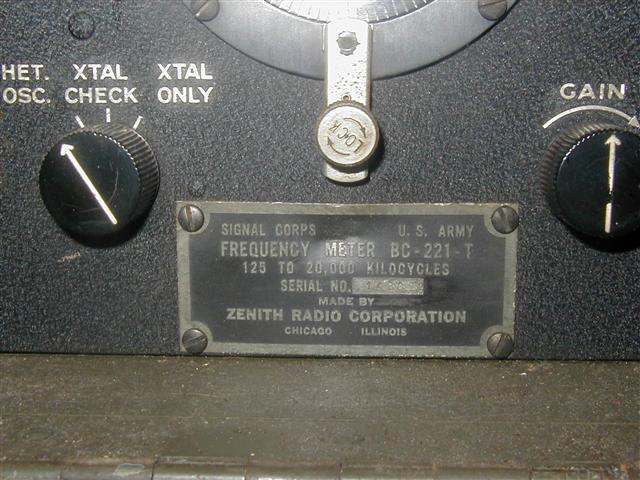 HET. XTAL XTAL
OSC. CHECK ONLY
LOCK
GAIN
SIGNAL CORPS U. S. ARMY
FREQUENCY METER BC-221-T
125 TO 20,000 KILOCYCLES
SERIAL NO.
MADE BY
ZENITH RADIO CORPORATION
CHICAGO ILLINOIS